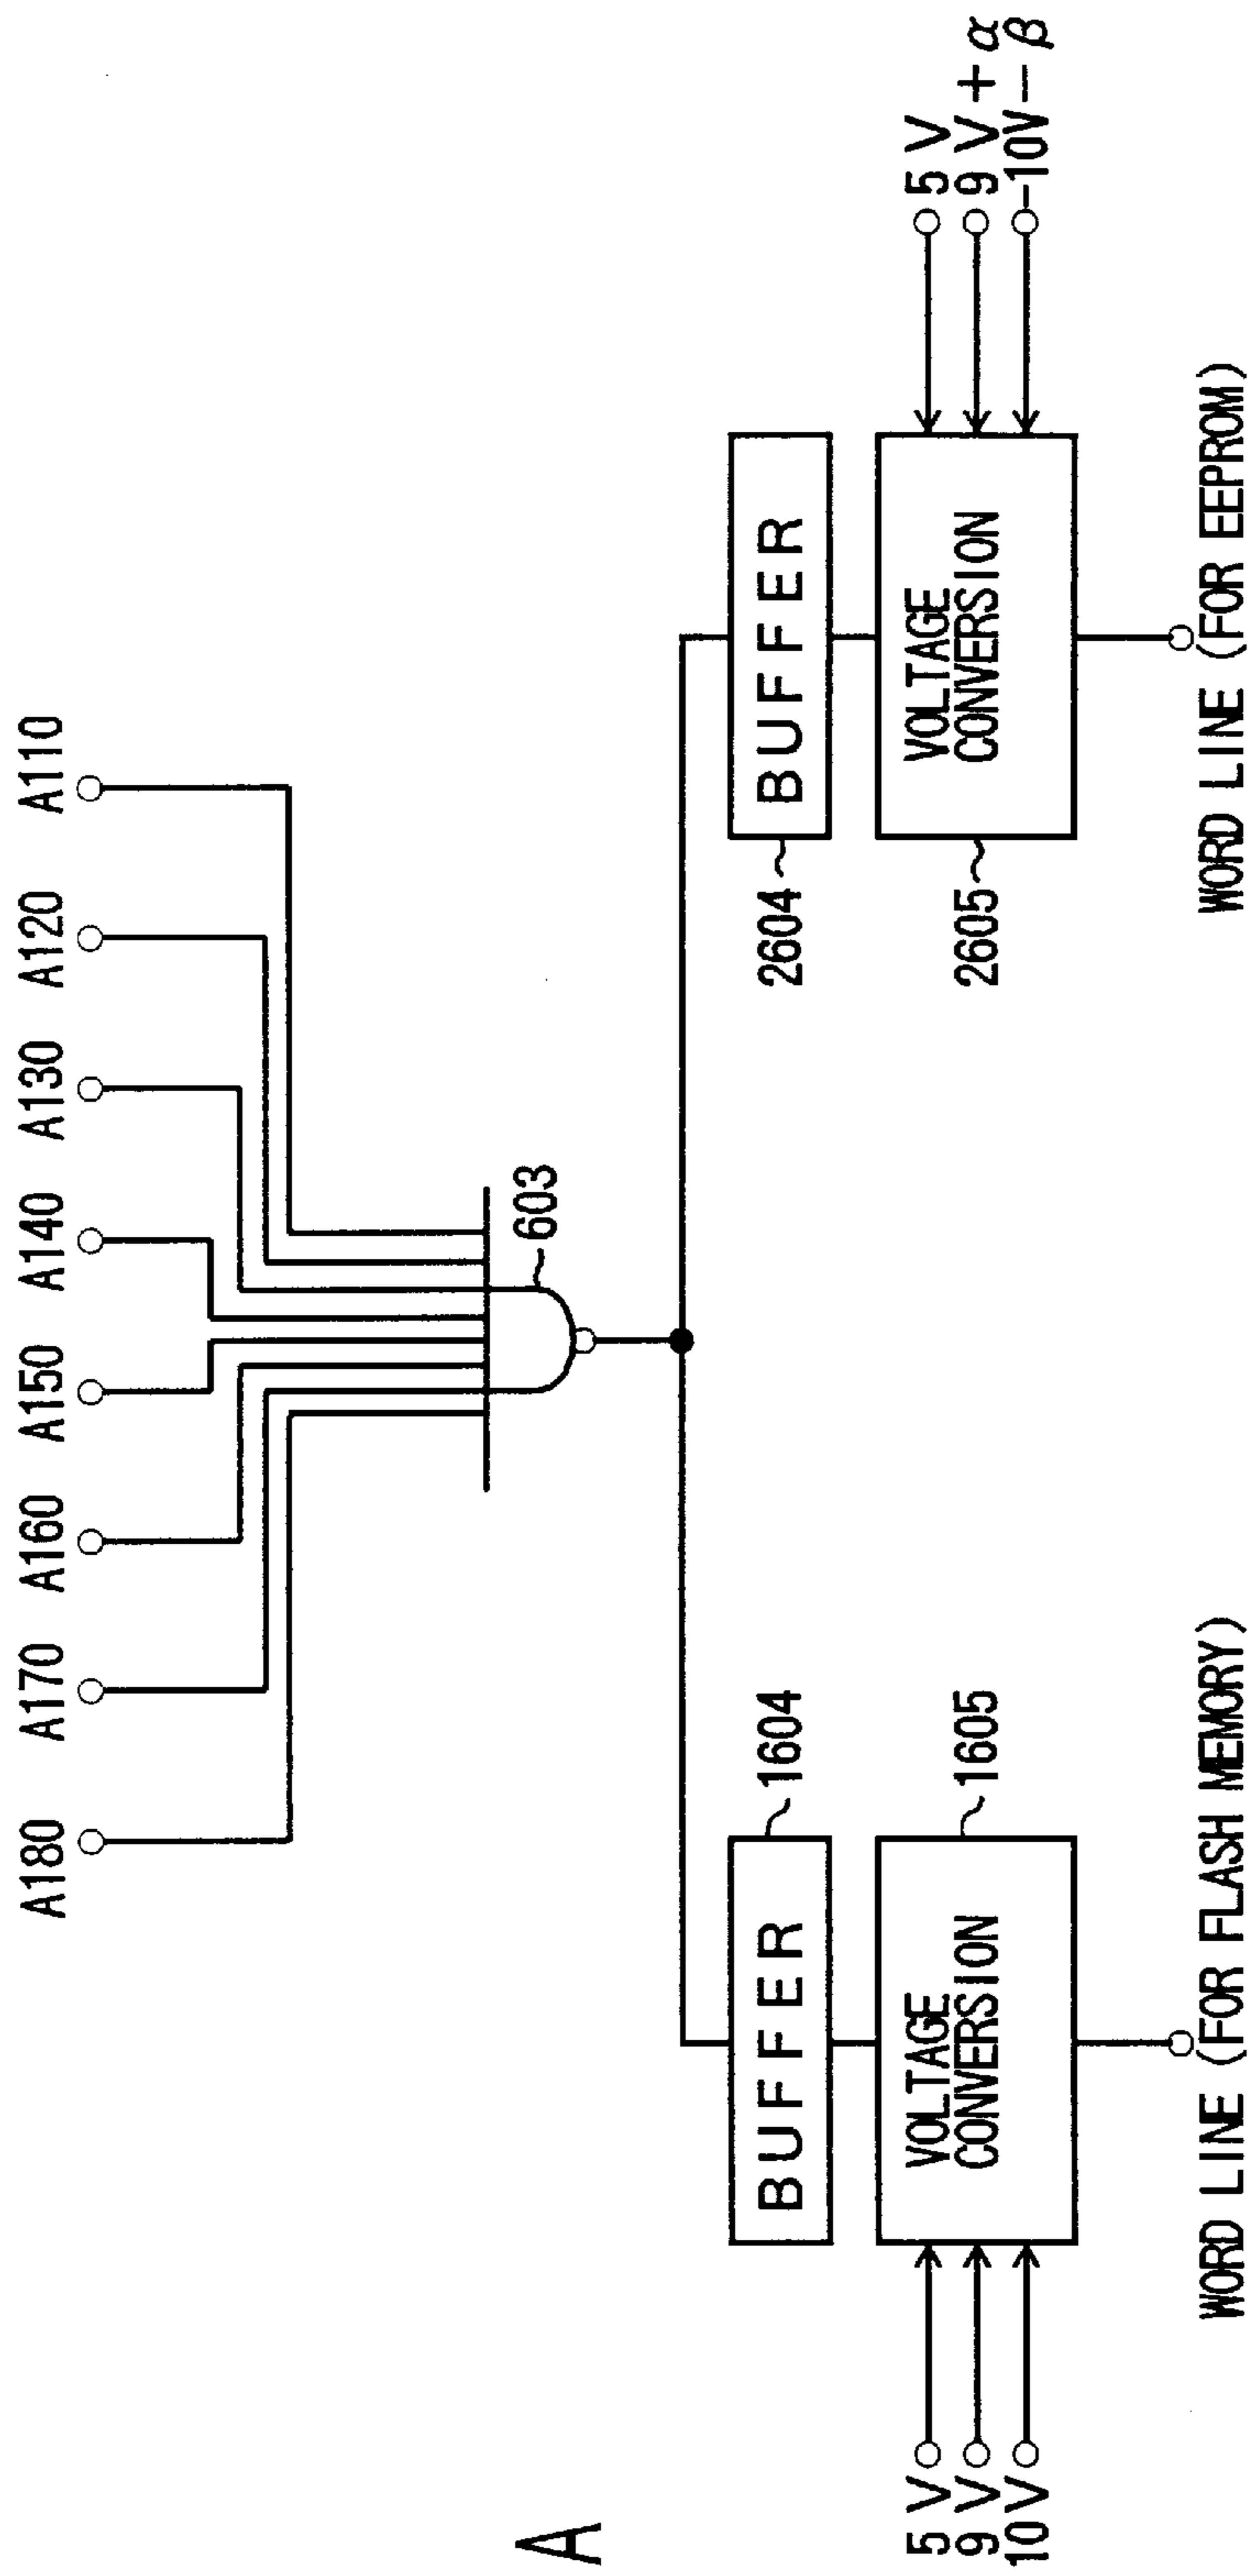 A
A180
A170
A160
A150
A140
A130
A120
A110
603
BUFFER
1604
2604
BUFFER
5 V
9 V
10V
VOLTAGE
CONVERSION
1605
2605
VOLTAGE
CONVERSION
5 V
9 V + α
-10V - β
WORD LINE (FOR FLASH MEMORY)
WORD LINE (FOR EEPROM)